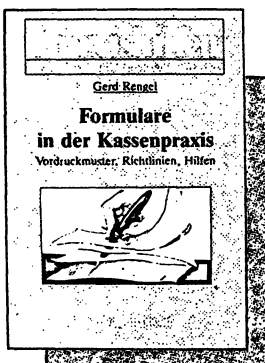 Gerd Rengel
Formulare
in der Kassenpraxis
Vordruckmuster, Richtlinien, Hilfen